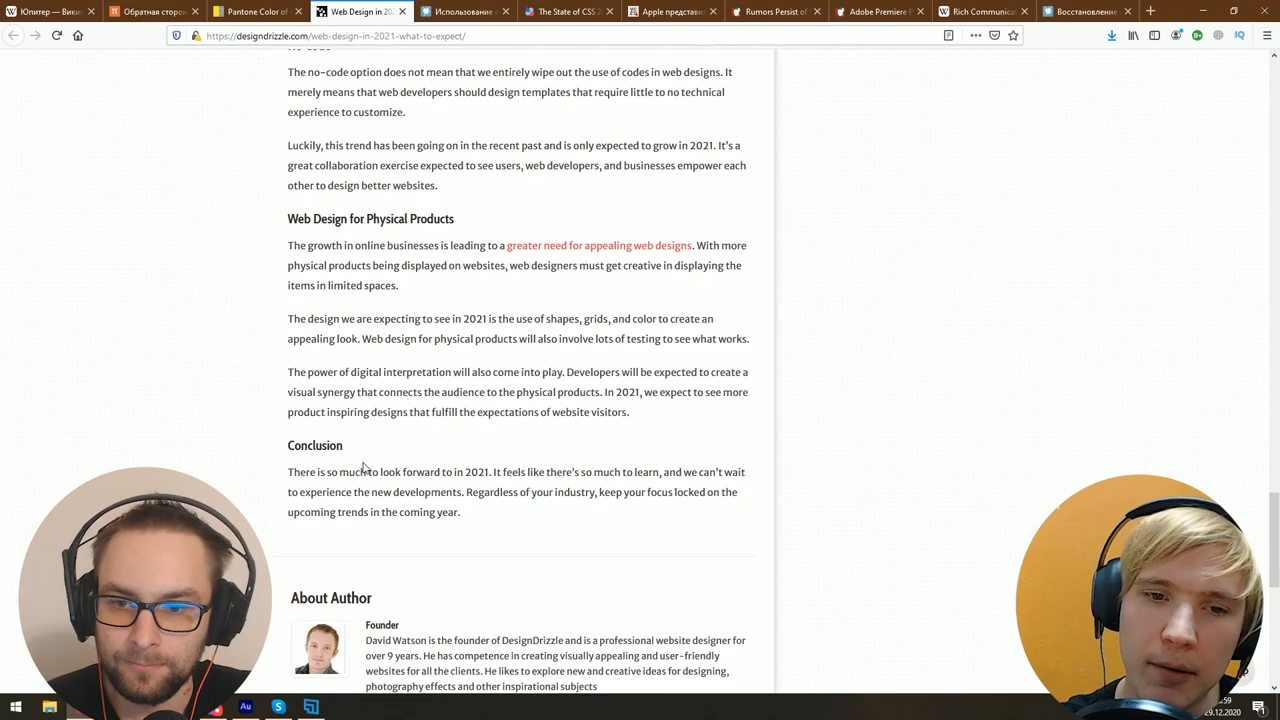 Юпитер — Вики
Обратная сторон
Pantone Color of
Web Design in 202
Использование
The State of CSS 2
Apple представи
Rumors Persist of
Adobe Premiere P
Rich Communicat
Восстановление
https://designdrizzle.com/web-design-in-2021-what-to-expect/
The no-code option does not mean that we entirely wipe out the use of codes in web designs. It
merely means that web developers should design templates that require little to no technical
experience to customize.
Luckily, this trend has been going on in the recent past and is only expected to grow in 2021. It's a
great collaboration exercise expected to see users, web developers, and businesses empower each
other to design better websites.
Web Design for Physical Products
The growth in online businesses is leading to a greater need for appealing web designs. With more
physical products being displayed on websites, web designers must get creative in displaying the
items in limited spaces.
The design we are expecting to see in 2021 is the use of shapes, grids, and color to create an
appealing look. Web design for physical products will also involve lots of testing to see what works.
The power of digital interpretation will also come into play. Developers will be expected to create a
visual synergy that connects the audience to the physical products. In 2021, we expect to see more
product inspiring designs that fulfill the expectations of website visitors.
Conclusion
There is so much to look forward to in 2021. It feels like there's so much to learn, and we can't wait
to experience the new developments. Regardless of your industry, keep your focus locked on the
upcoming trends in the coming year.
About Author
Founder
David Watson is the founder of DesignDrizzle and is a professional website designer for
over 9 years. He has competence in creating visually appealing and user-friendly
websites for all the clients. He likes to explore new and creative ideas for designing,
photography effects and other inspirational subjects
:59
29.12.2020